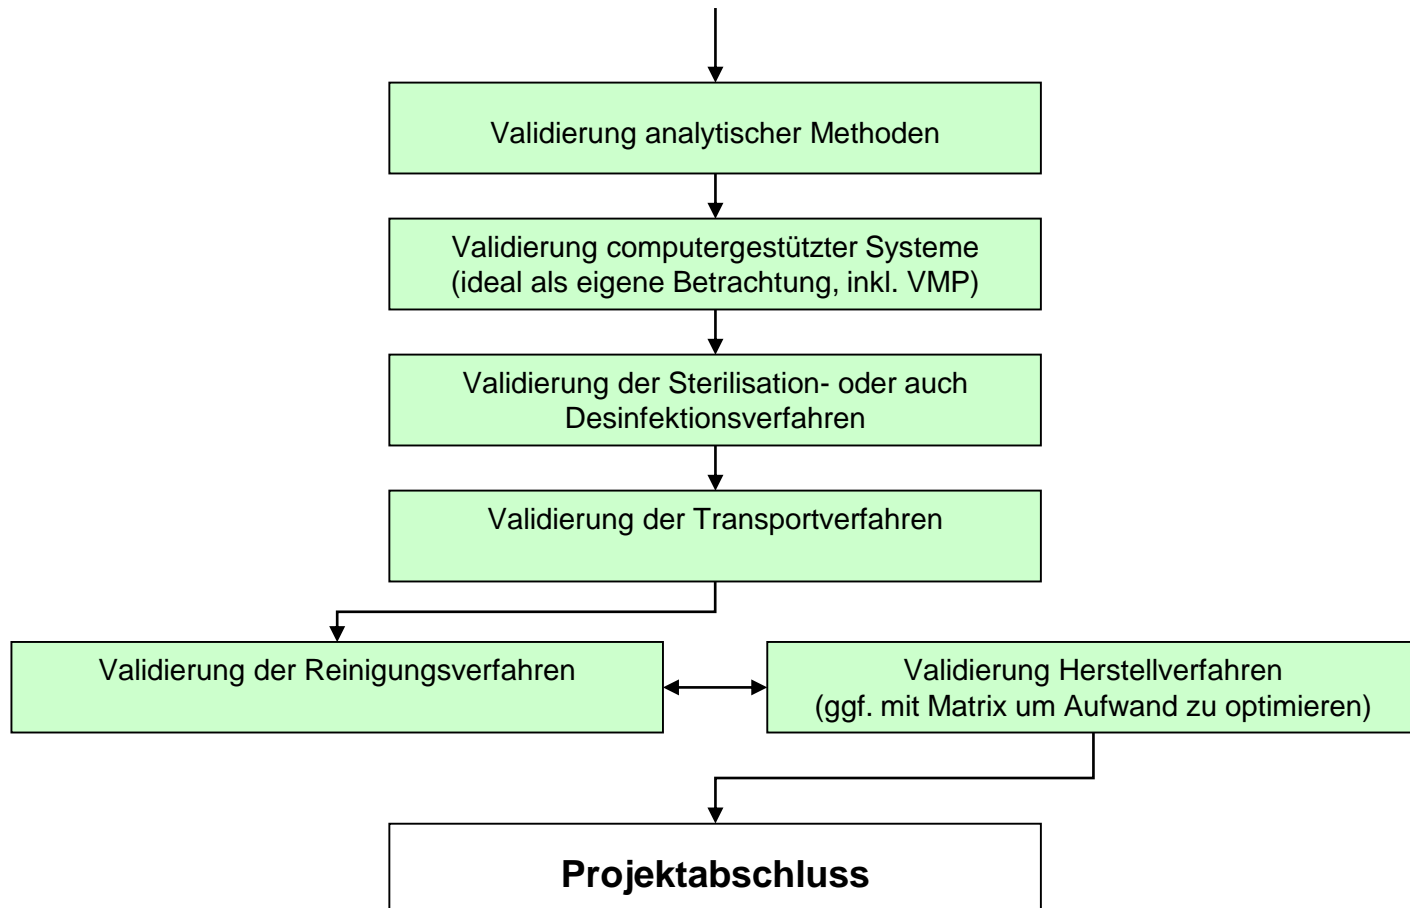 Validierung analytischer Methoden
Validierung computergestützter Systeme
(ideal als eigene Betrachtung, inkl. VMP)
Validierung der Sterilisation- oder auch
Desinfektionsverfahren
Validierung der Transportverfahren
Validierung der Reinigungsverfahren
Validierung Herstellverfahren
(ggf. mit Matrix um Aufwand zu optimieren)
Projektabschluss